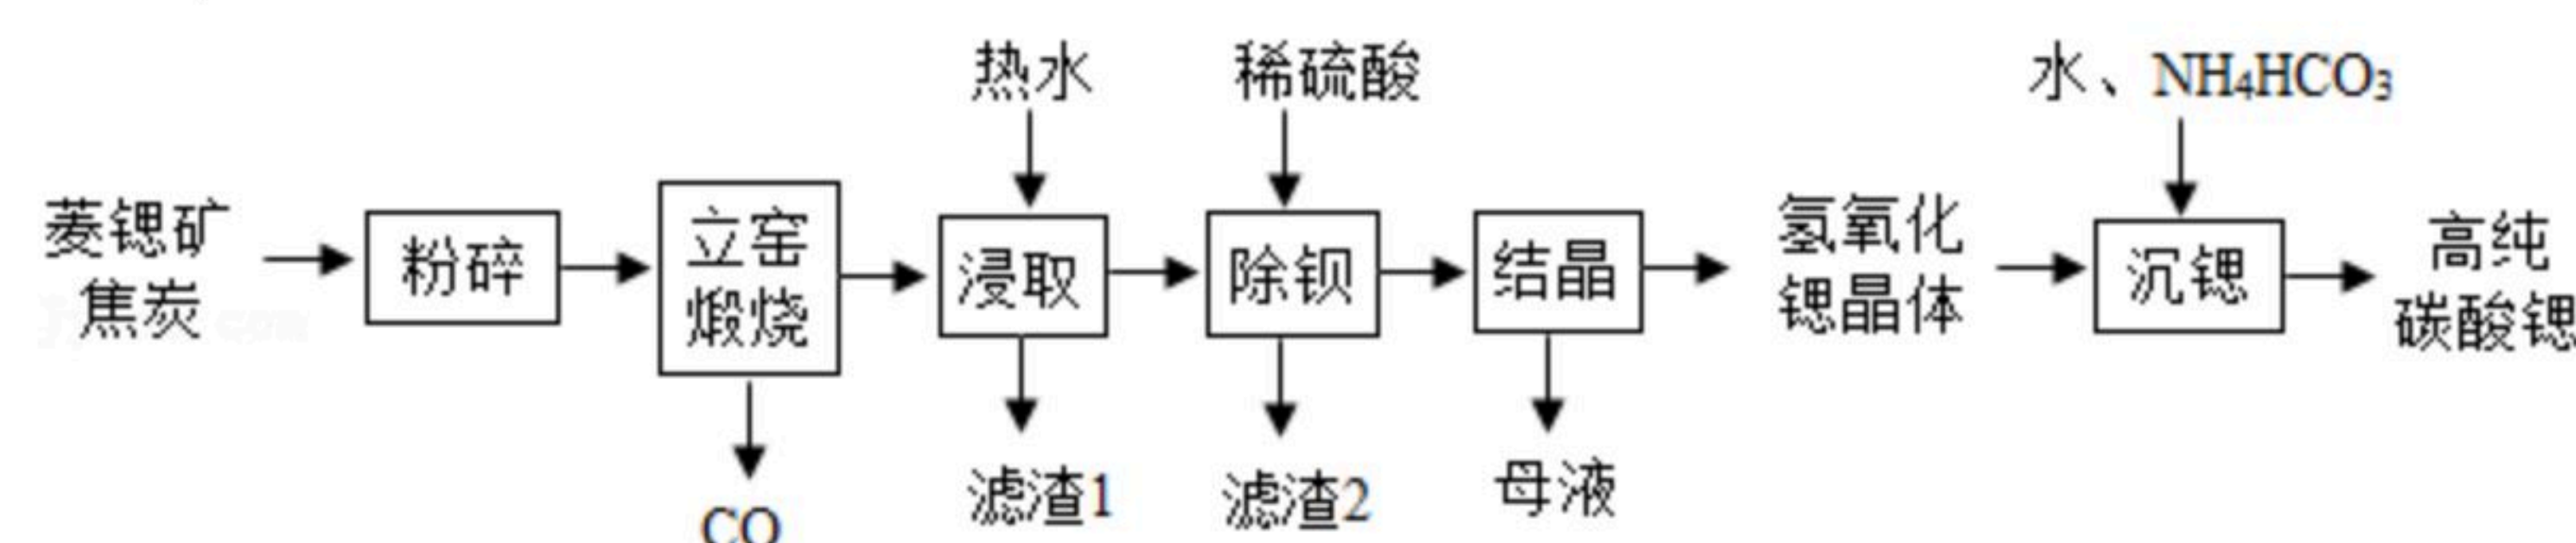 热水
稀硫酸
水、NH₄HCO₃
菱锶矿
焦炭
粉碎
立窑
煅烧
浸取
除钡
结晶
氢氧化
锶晶体
沉锶
高纯
碳酸锶
CO
滤渣1
滤渣2
母液